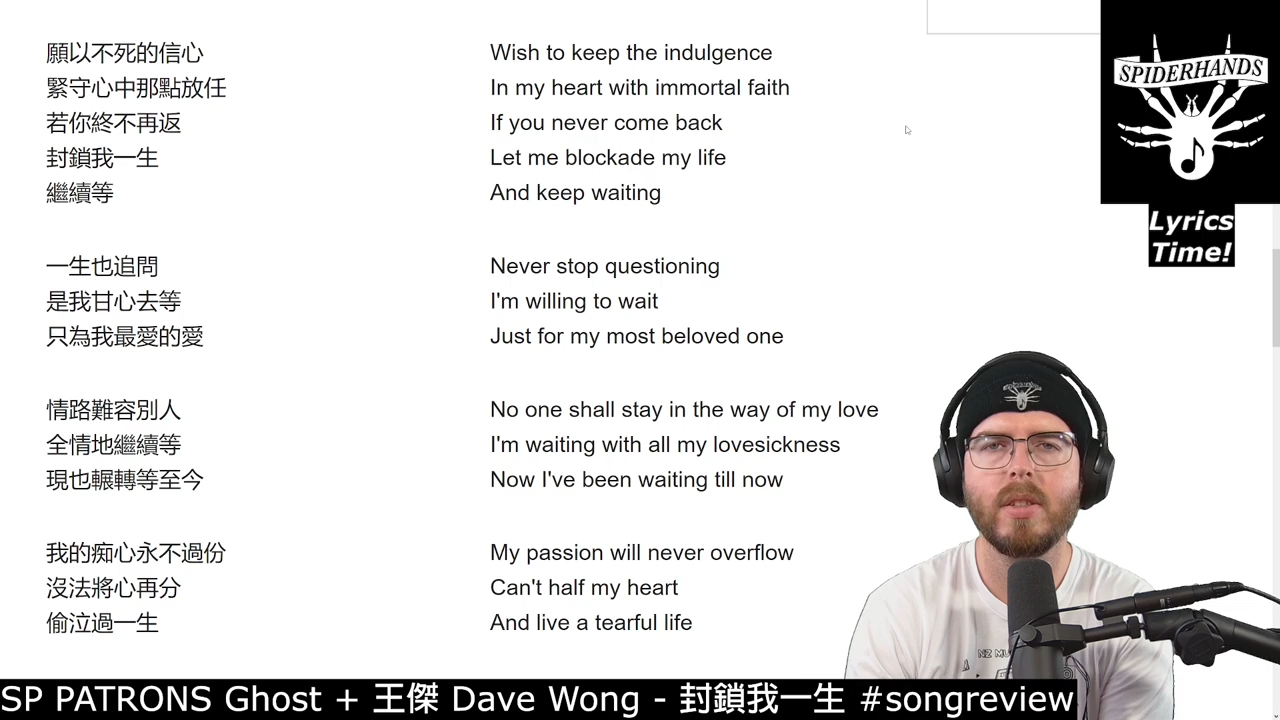 願以不死的信心
緊守心中那點放任
若你終不再返
封鎖我一生
繼續等
一生也追問
是我甘心去等
只為我最愛的愛
情路難容別人
全情地繼續等
現也輾轉等至今
我的痴心永不過份
沒法將心再分
偷泣過一生
Wish to keep the indulgence
In my heart with immortal faith
If you never come back
Let me blockade my life
And keep waiting
Never stop questioning
I'm willing to wait
Just for my most beloved one
No one shall stay in the way of my love
I'm waiting with all my lovesickness
Now I've been waiting till now
My passion will never overflow
Can't half my heart
And live a tearful life
SPIDERHANDS
Lyrics
Time!
NZ
SP PATRONS Ghost + 王傑 Dave Wong - 封鎖我一生 #songreview